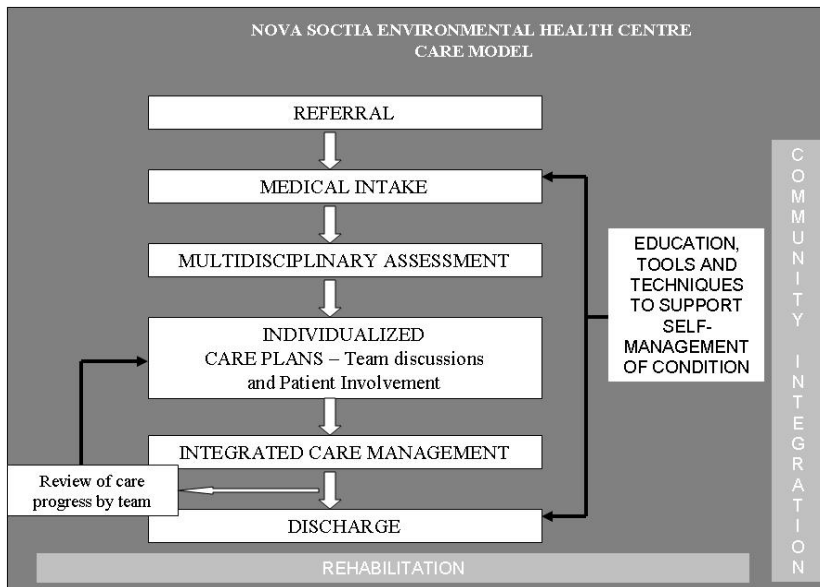 NOVA SOCTIA ENVIRONMENTAL HEALTH CENTRE
CARE MODEL
REFERRAL
MEDICAL INTAKE
MULTIDISCIPLINARY ASSESSMENT
INDIVIDUALIZED
CARE PLANS – Team discussions
and Patient Involvement
INTEGRATED CARE MANAGEMENT
Review of care
progress by team
DISCHARGE
EDUCATION,
TOOLS AND
TECHNIQUES
TO SUPPORT
SELF-
MANAGEMENT
OF CONDITION
COMMUNITY INTEGRATION
REHABILITATION